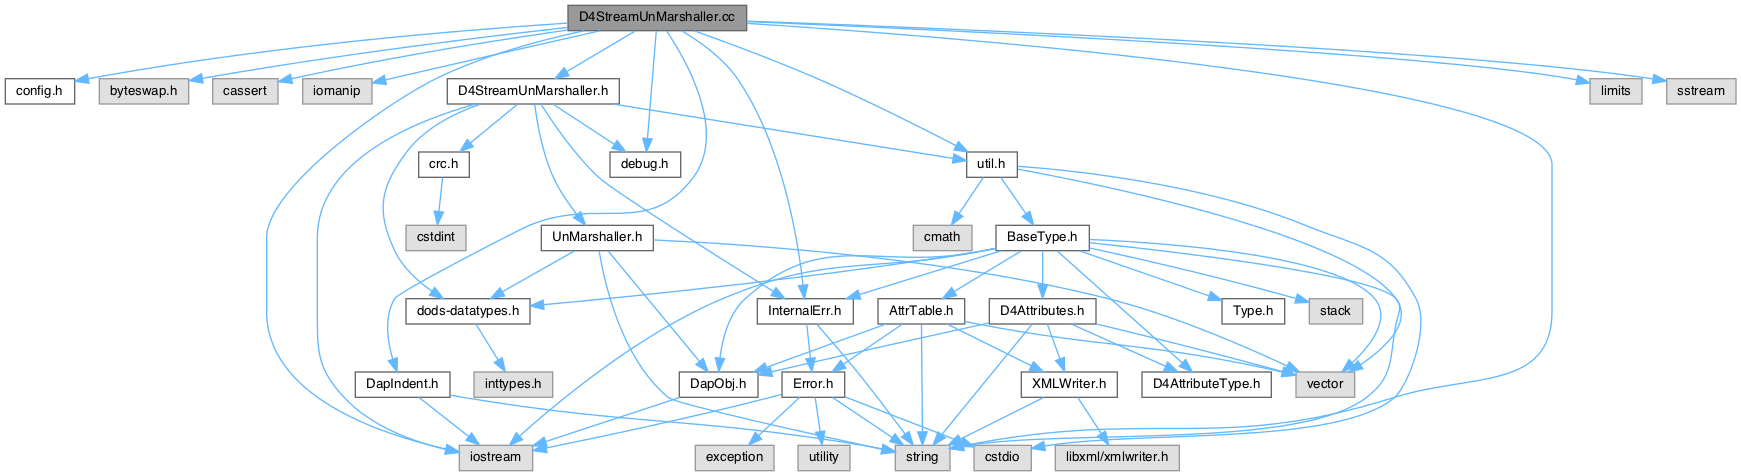 D4StreamUnMarshaller.cc
config.h
byteswap.h
cassert
iomanip
D4StreamUnMarshaller.h
limits
sstream
crc.h
debug.h
util.h
cstdint
UnMarshaller.h
cmath
BaseType.h
dods-datatypes.h
InternalErr.h
AttrTable.h
D4Attributes.h
Type.h
stack
DapIndent.h
inttypes.h
DapObj.h
Error.h
XMLWriter.h
D4AttributeType.h
vector
iostream
exception
utility
string
cstdio
libxml/xmlwriter.h